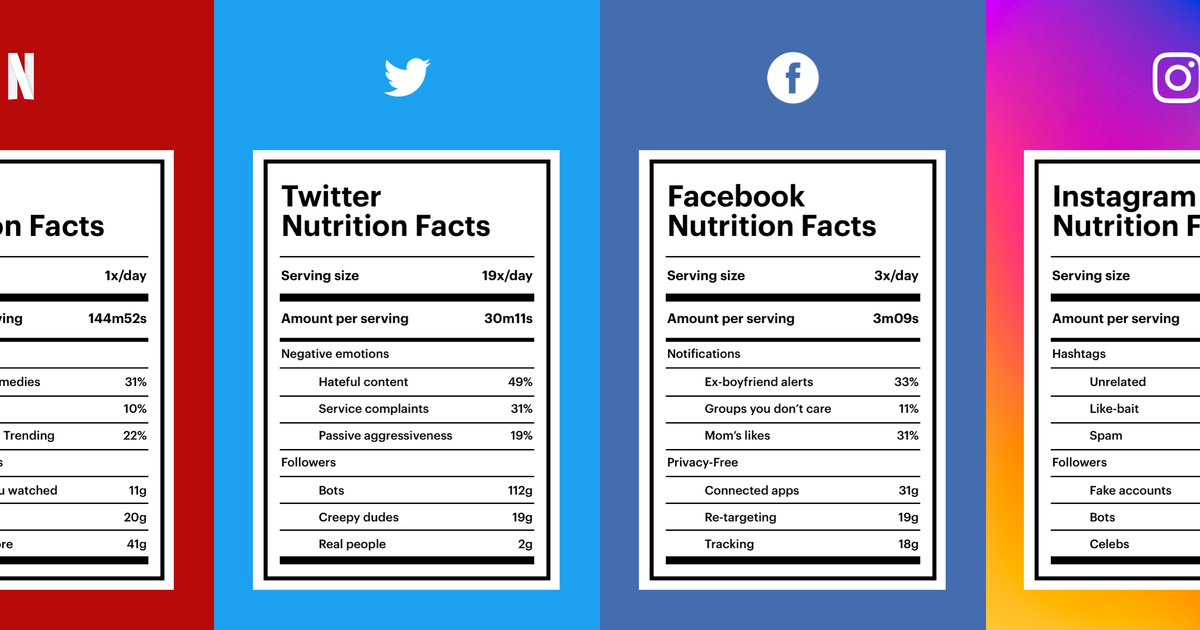 N
on Facts
1x/day
ving 144m52s
medies 31%
10%
Trending 22%
s
u watched 11g
20g
ore 41g
Twitter
Nutrition Facts
Serving size 19x/day
Amount per serving 30m11s
Negative emotions
Hateful content 49%
Service complaints 31%
Passive aggressiveness 19%
Followers
Bots 112g
Creepy dudes 19g
Real people 2g
f
Facebook
Nutrition Facts
Serving size 3x/day
Amount per serving 3m09s
Notifications
Ex-boyfriend alerts 33%
Groups you don’t care 11%
Mom’s likes 31%
Privacy-Free
Connected apps 31g
Re-targeting 19g
Tracking 18g
Instagram
Nutrition F
Serving size
Amount per serving
Hashtags
Unrelated
Like-bait
Spam
Followers
Fake accounts
Bots
Celebs